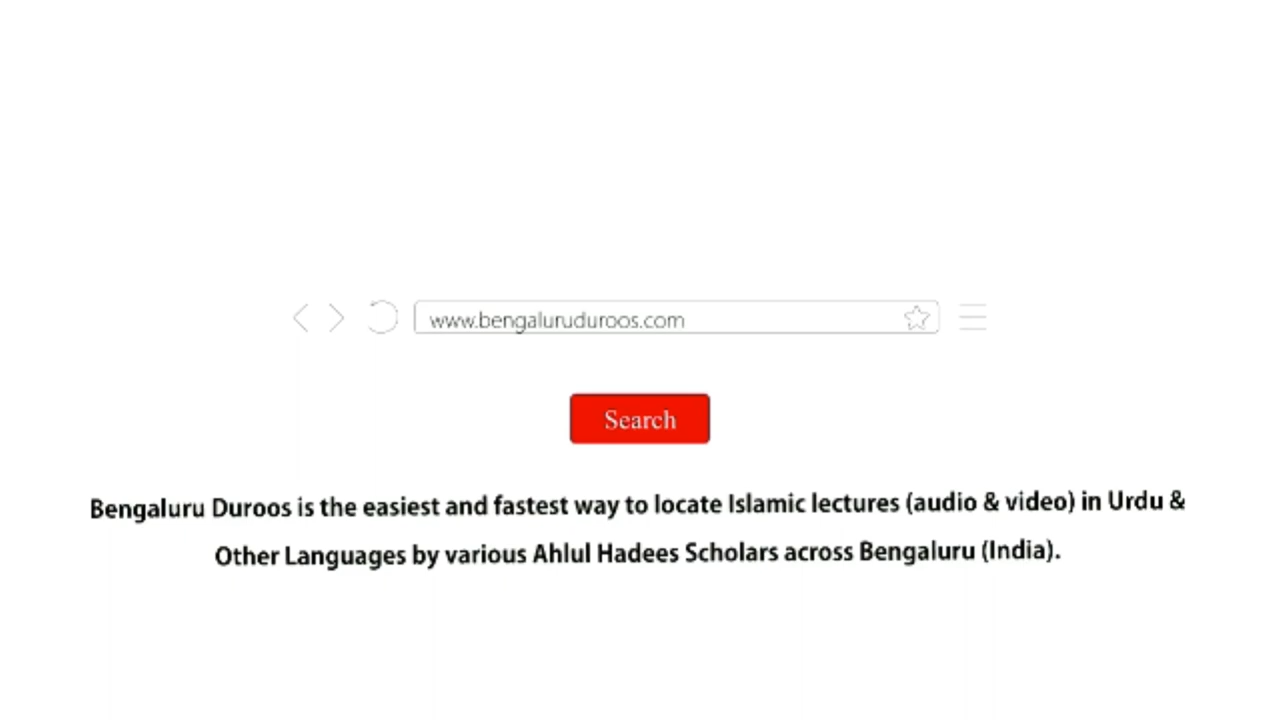 www.bengaluruduroos.com
Search
Bengaluru Duroos is the easiest and fastest way to locate Islamic lectures (audio & video) in Urdu &
Other Languages by various Ahlul Hadees Scholars across Bengaluru (India).